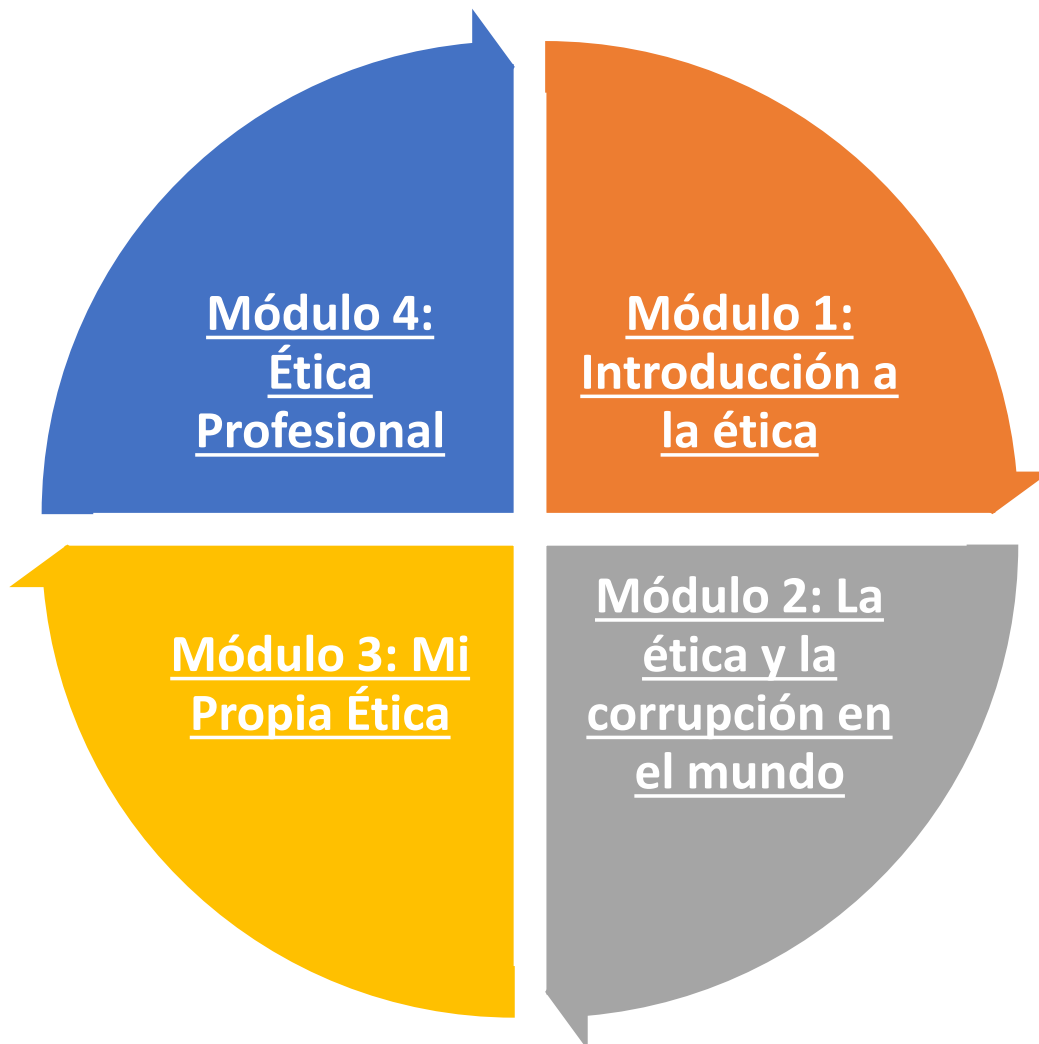 Módulo 4:
Ética
Profesional
Módulo 1:
Introducción a
la ética
Módulo 3: Mi
Propia Ética
Módulo 2: La
ética y la
corrupción en
el mundo